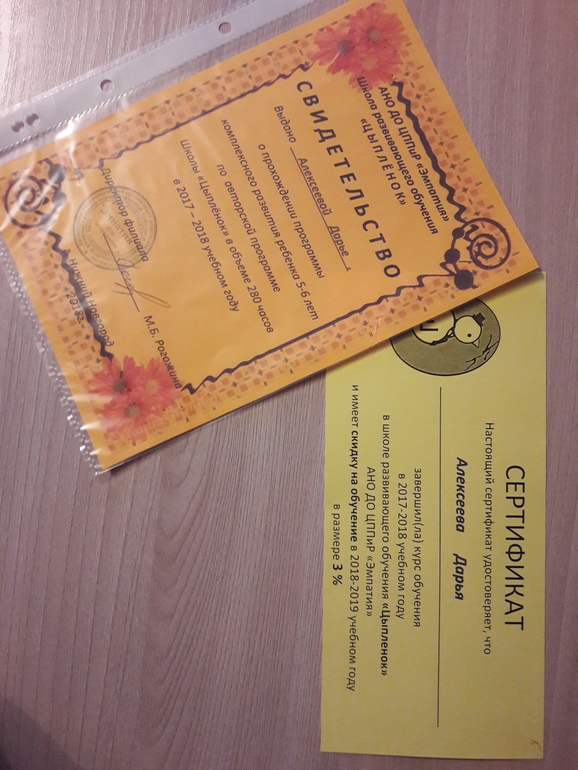 АНО ДО ЦППиР «Эмпатия»
Школа развивающего обучения
«ЦЫПЛЁНОК»
СВИДЕТЕЛЬСТВО
Выдано Алексеевой Дарье
о прохождении программы
комплексного развития ребенка 5-6 лет
по авторской программе
Школы «Цыплёнок» в объеме 280 часов
в 2017 – 2018 учебном году
Директор филиала М.Б. Рогожина
Нижний Новгород
2018г.
СЕРТИФИКАТ
Настоящий сертификат удостоверяет, что
Алексеева Дарья
завершил(ла) курс обучения
в 2017-2018 учебном году
в школе развивающего обучения «Цыпленок»
АНО ДО ЦППиР «Эмпатия»
и имеет скидку на обучение в 2018-2019 учебном году
в размере 3 %